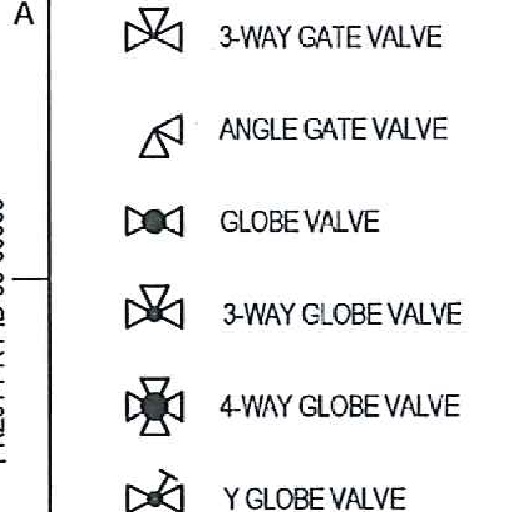 A
3-WAY GATE VALVE
ANGLE GATE VALVE
GLOBE VALVE
3-WAY GLOBE VALVE
4-WAY GLOBE VALVE
Y GLOBE VALVE